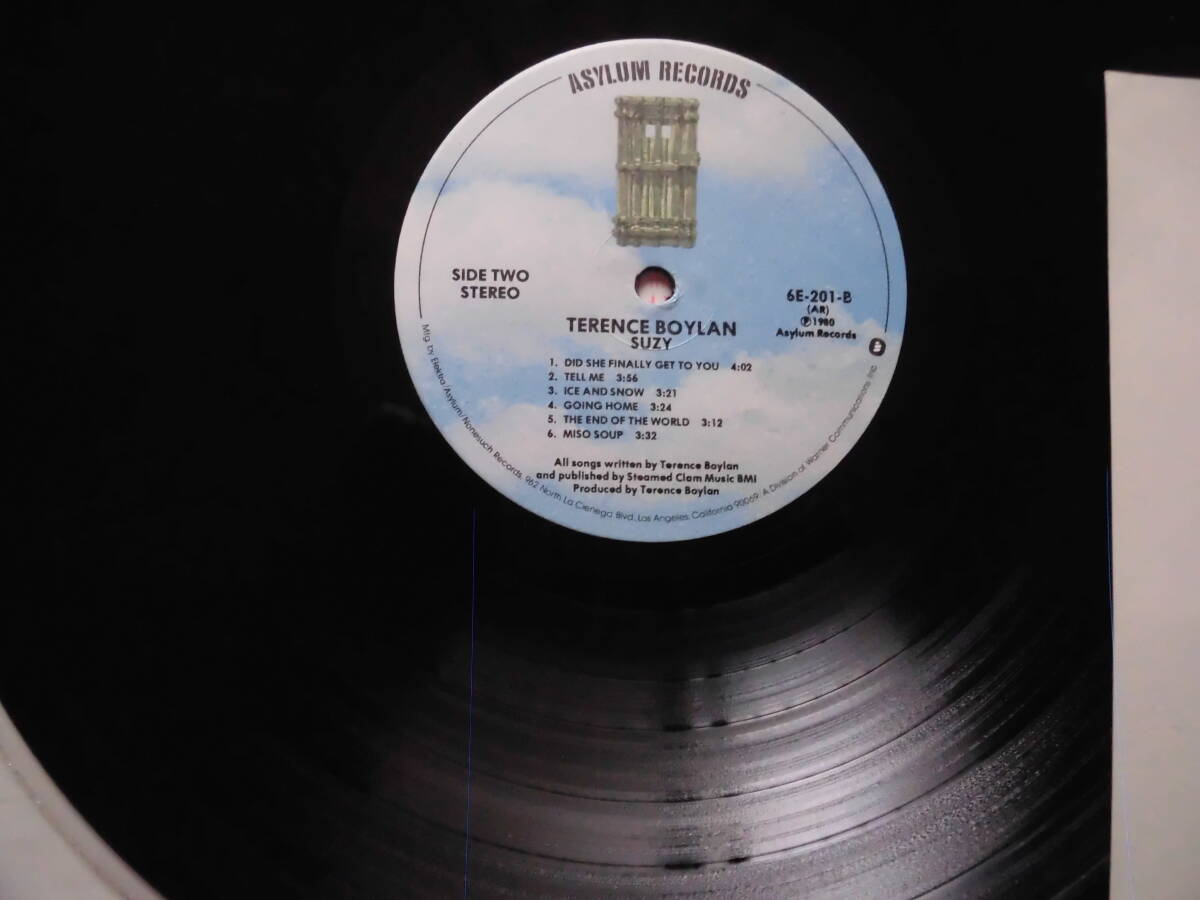 ASYLUM RECORDS
SIDE TWO
STEREO
6E-201-B
(AR)
Ⓟ1980
Asylum Records
TERENCE BOYLAN
SUZY
1. DID SHE FINALLY GET TO YOU 4:02
2. TELL ME 3:56
3. ICE AND SNOW 3:21
4. GOING HOME 3:24
5. THE END OF THE WORLD 3:12
6. MISO SOUP 3:32
All songs written by Terence Boylan
and published by Steamed Clam Music BMI
Produced by Terence Boylan
Mfg. by Elektra/Asylum/Nonesuch Records, 962 North La Cienega Blvd., Los Angeles, California 90069. A Division of Warner Communications Inc.